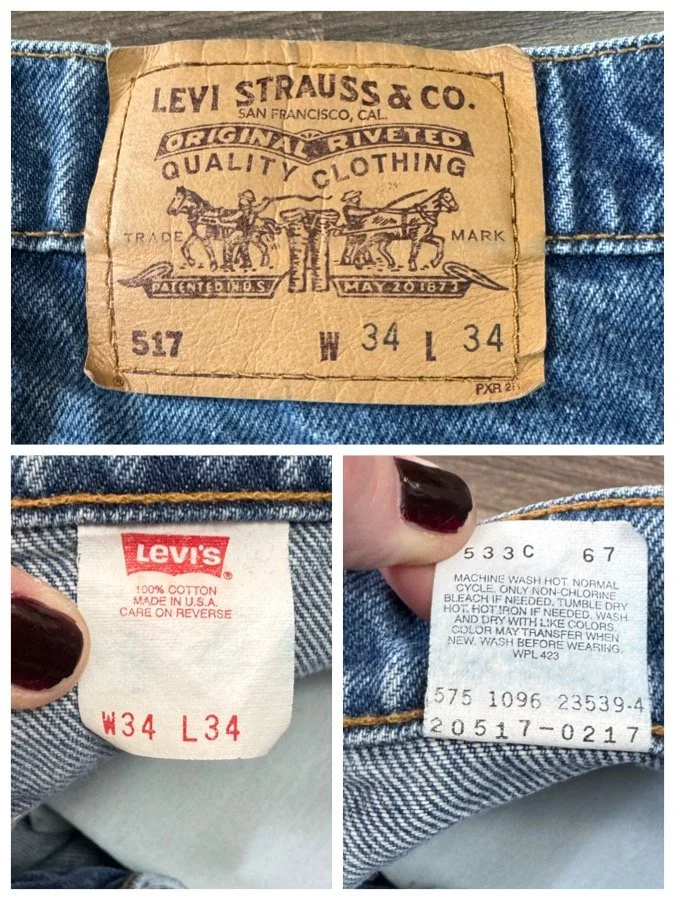 LEVI STRAUSS & CO.
SAN FRANCISCO, CAL.
ORIGINAL RIVETED
QUALITY CLOTHING
TRADE MARK
PATENTED IN U.S. MAY 20 1873
517 W 34 L 34
®
PXR
LEVI'S®
100% COTTON
MADE IN U.S.A.
CARE ON REVERSE
W34 L34
533C 67
MACHINE WASH HOT. NORMAL
CYCLE. ONLY NON-CHLORINE
BLEACH IF NEEDED. TUMBLE DRY
HOT. HOT IRON IF NEEDED. WASH
AND DRY WITH LIKE COLORS.
COLOR MAY TRANSFER WHEN
NEW. WASH BEFORE WEARING.
WPL 423
575 1096 23539-4
20517-0217